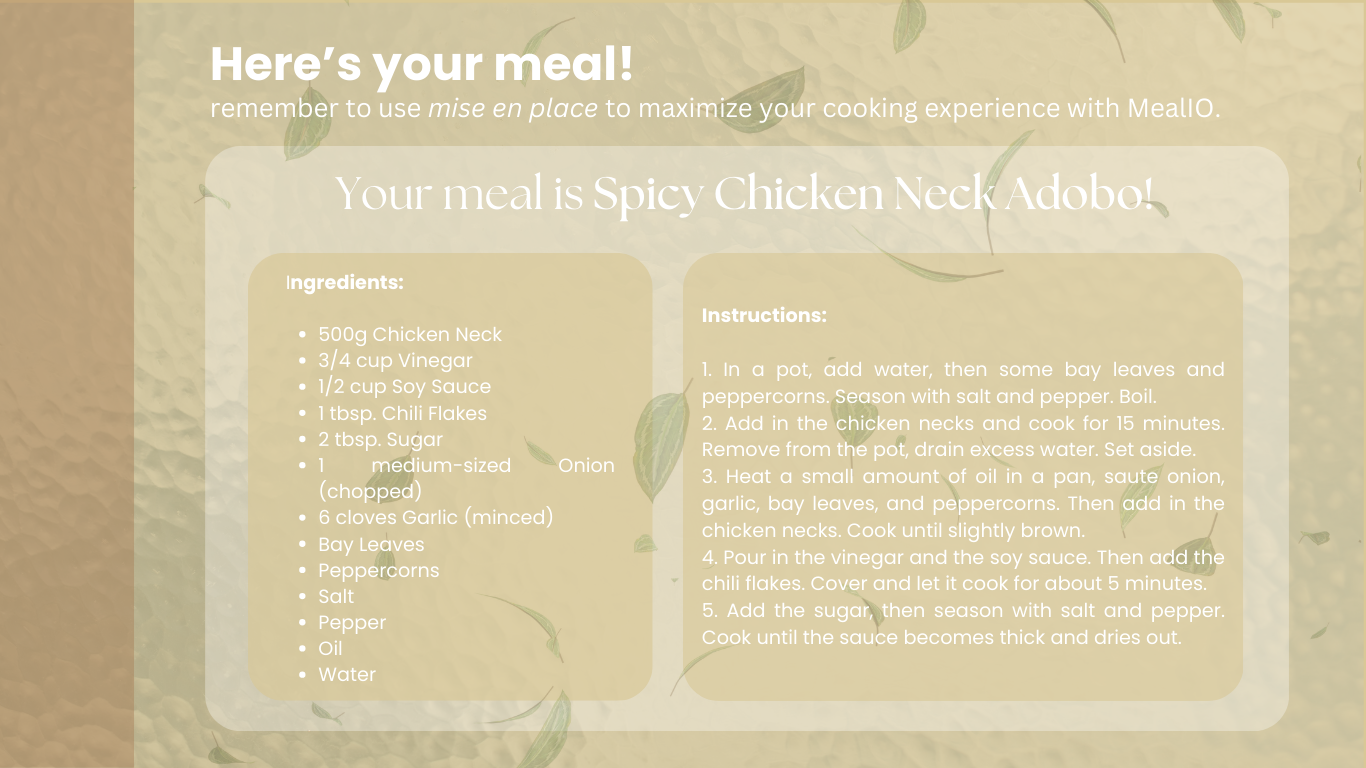 Here’s your meal!
remember to use mise en place to maximize your cooking experience with MealIO.
Your meal is Spicy Chicken Neck Adobo!
Ingredients:
• 500g Chicken Neck
• 3/4 cup Vinegar
• 1/2 cup Soy Sauce
• 1 tbsp. Chili Flakes
• 2 tbsp. Sugar
• 1 medium-sized Onion
(chopped)
• 6 cloves Garlic (minced)
• Bay Leaves
• Peppercorns
• Salt
• Pepper
• Oil
• Water
Instructions:
1. In a pot, add water, then some bay leaves and
peppercorns. Season with salt and pepper. Boil.
2. Add in the chicken necks and cook for 15 minutes.
Remove from the pot, drain excess water. Set aside.
3. Heat a small amount of oil in a pan, saute onion,
garlic, bay leaves, and peppercorns. Then add in the
chicken necks. Cook until slightly brown.
4. Pour in the vinegar and the soy sauce. Then add the
chili flakes. Cover and let it cook for about 5 minutes.
5. Add the sugar, then season with salt and pepper.
Cook until the sauce becomes thick and dries out.